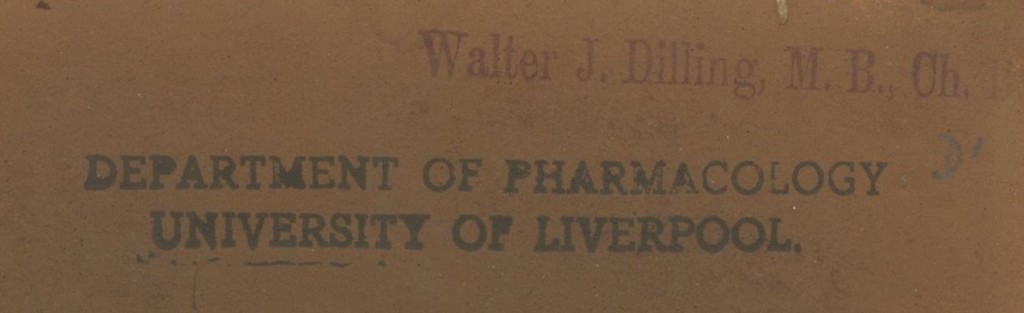 Walter J. Dilling, M. B., Ch. B
DEPARTMENT OF PHARMACOLOGY
UNIVERSITY OF LIVERPOOL.